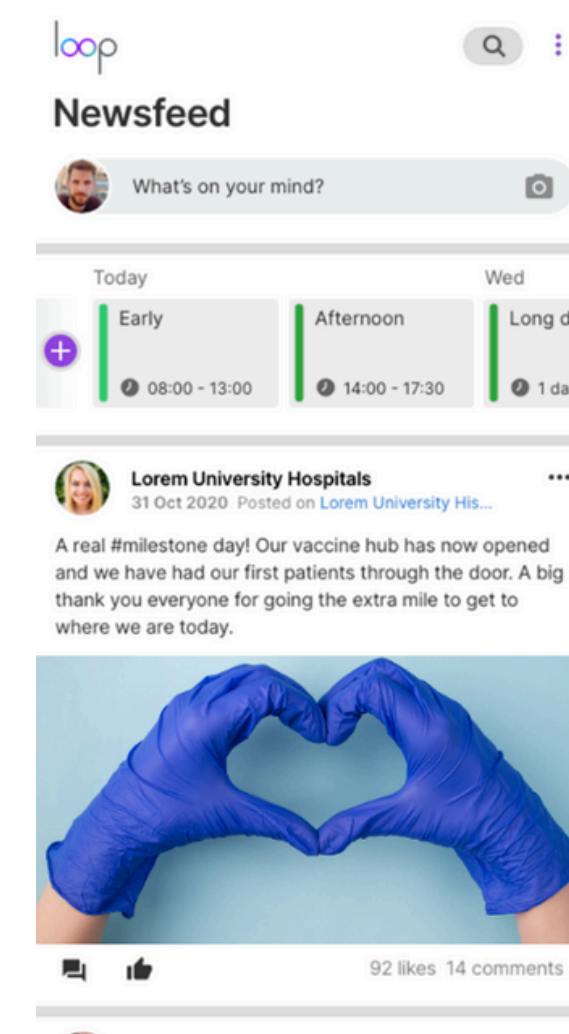 loop
Newsfeed
What's on your mind?
Today
Wed
Early
Afternoon
Long d
08:00 - 13:00
14:00 - 17:30
1 da
Lorem University Hospitals
31 Oct 2020 Posted on Lorem University His...
A real #milestone day! Our vaccine hub has now opened
and we have had our first patients through the door. A big
thank you everyone for going the extra mile to get to
where we are today.
92 likes 14 comments